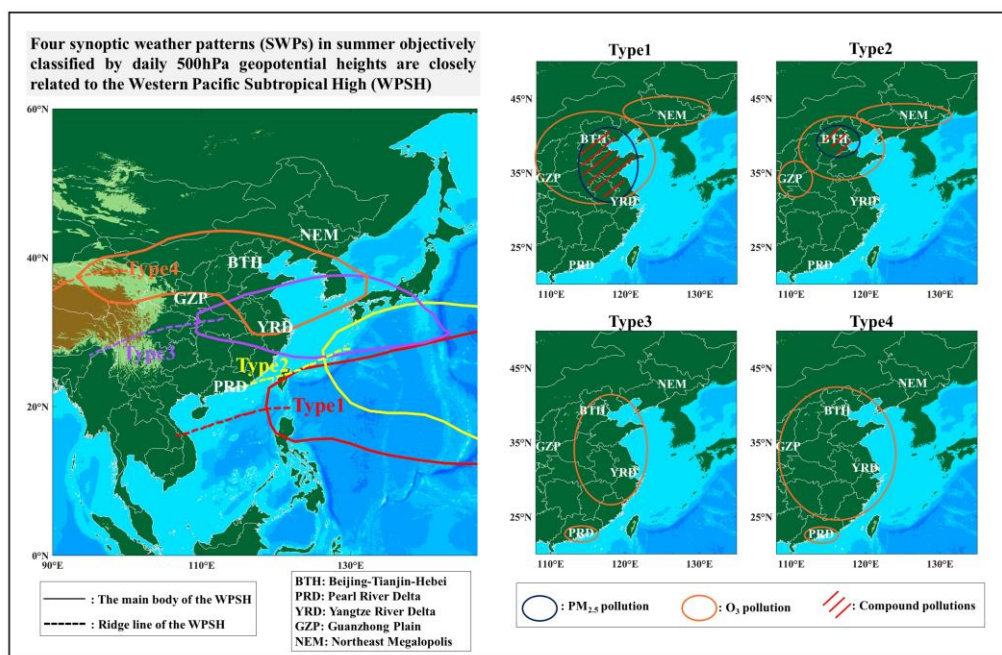 Four synoptic weather patterns (SWPs) in summer objectively
classified by daily 500hPa geopotential heights are closely
related to the Western Pacific Subtropical High (WPSH)
60°N
40°N
20°N
0°N
90°E
110°E
130°E
NEM
BTH
Type4
GZP
YRD
Type3
Type2
PRD
Type1
: The main body of the WPSH
: Ridge line of the WPSH
BTH: Beijing-Tianjin-Hebei
PRD: Pearl River Delta
YRD: Yangtze River Delta
GZP: Guanzhong Plain
NEM: Northeast Megalopolis
Type1
45°N
35°N
25°N
110°E
120°E
130°E
NEM
BTH
GZP
YRD
PRD
Type2
45°N
35°N
25°N
110°E
120°E
130°E
NEM
BTH
GZP
YRD
PRD
Type3
45°N
35°N
25°N
110°E
120°E
130°E
NEM
BTH
GZP
YRD
PRD
Type4
45°N
35°N
25°N
110°E
120°E
130°E
NEM
BTH
GZP
YRD
PRD
: PM2.5 pollution
: O3 pollution
: Compound pollutions